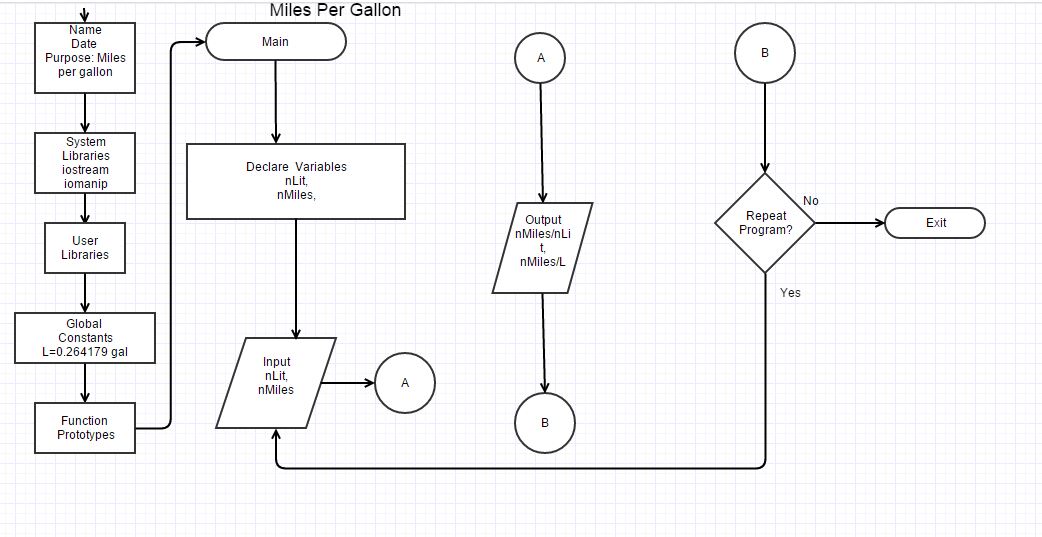 Miles Per Gallon
Name
Date
Purpose: Miles
per gallon
System
Libraries
iostream
iomanip
User
Libraries
Global
Constants
L=0.264179 gal
Function
Prototypes
Main
Declare Variables
nLit,
nMiles,
Input
nLit,
nMiles
A
A
Output
nMiles/nLi
t,
nMiles/L
B
B
Repeat
Program?
No
Yes
Exit